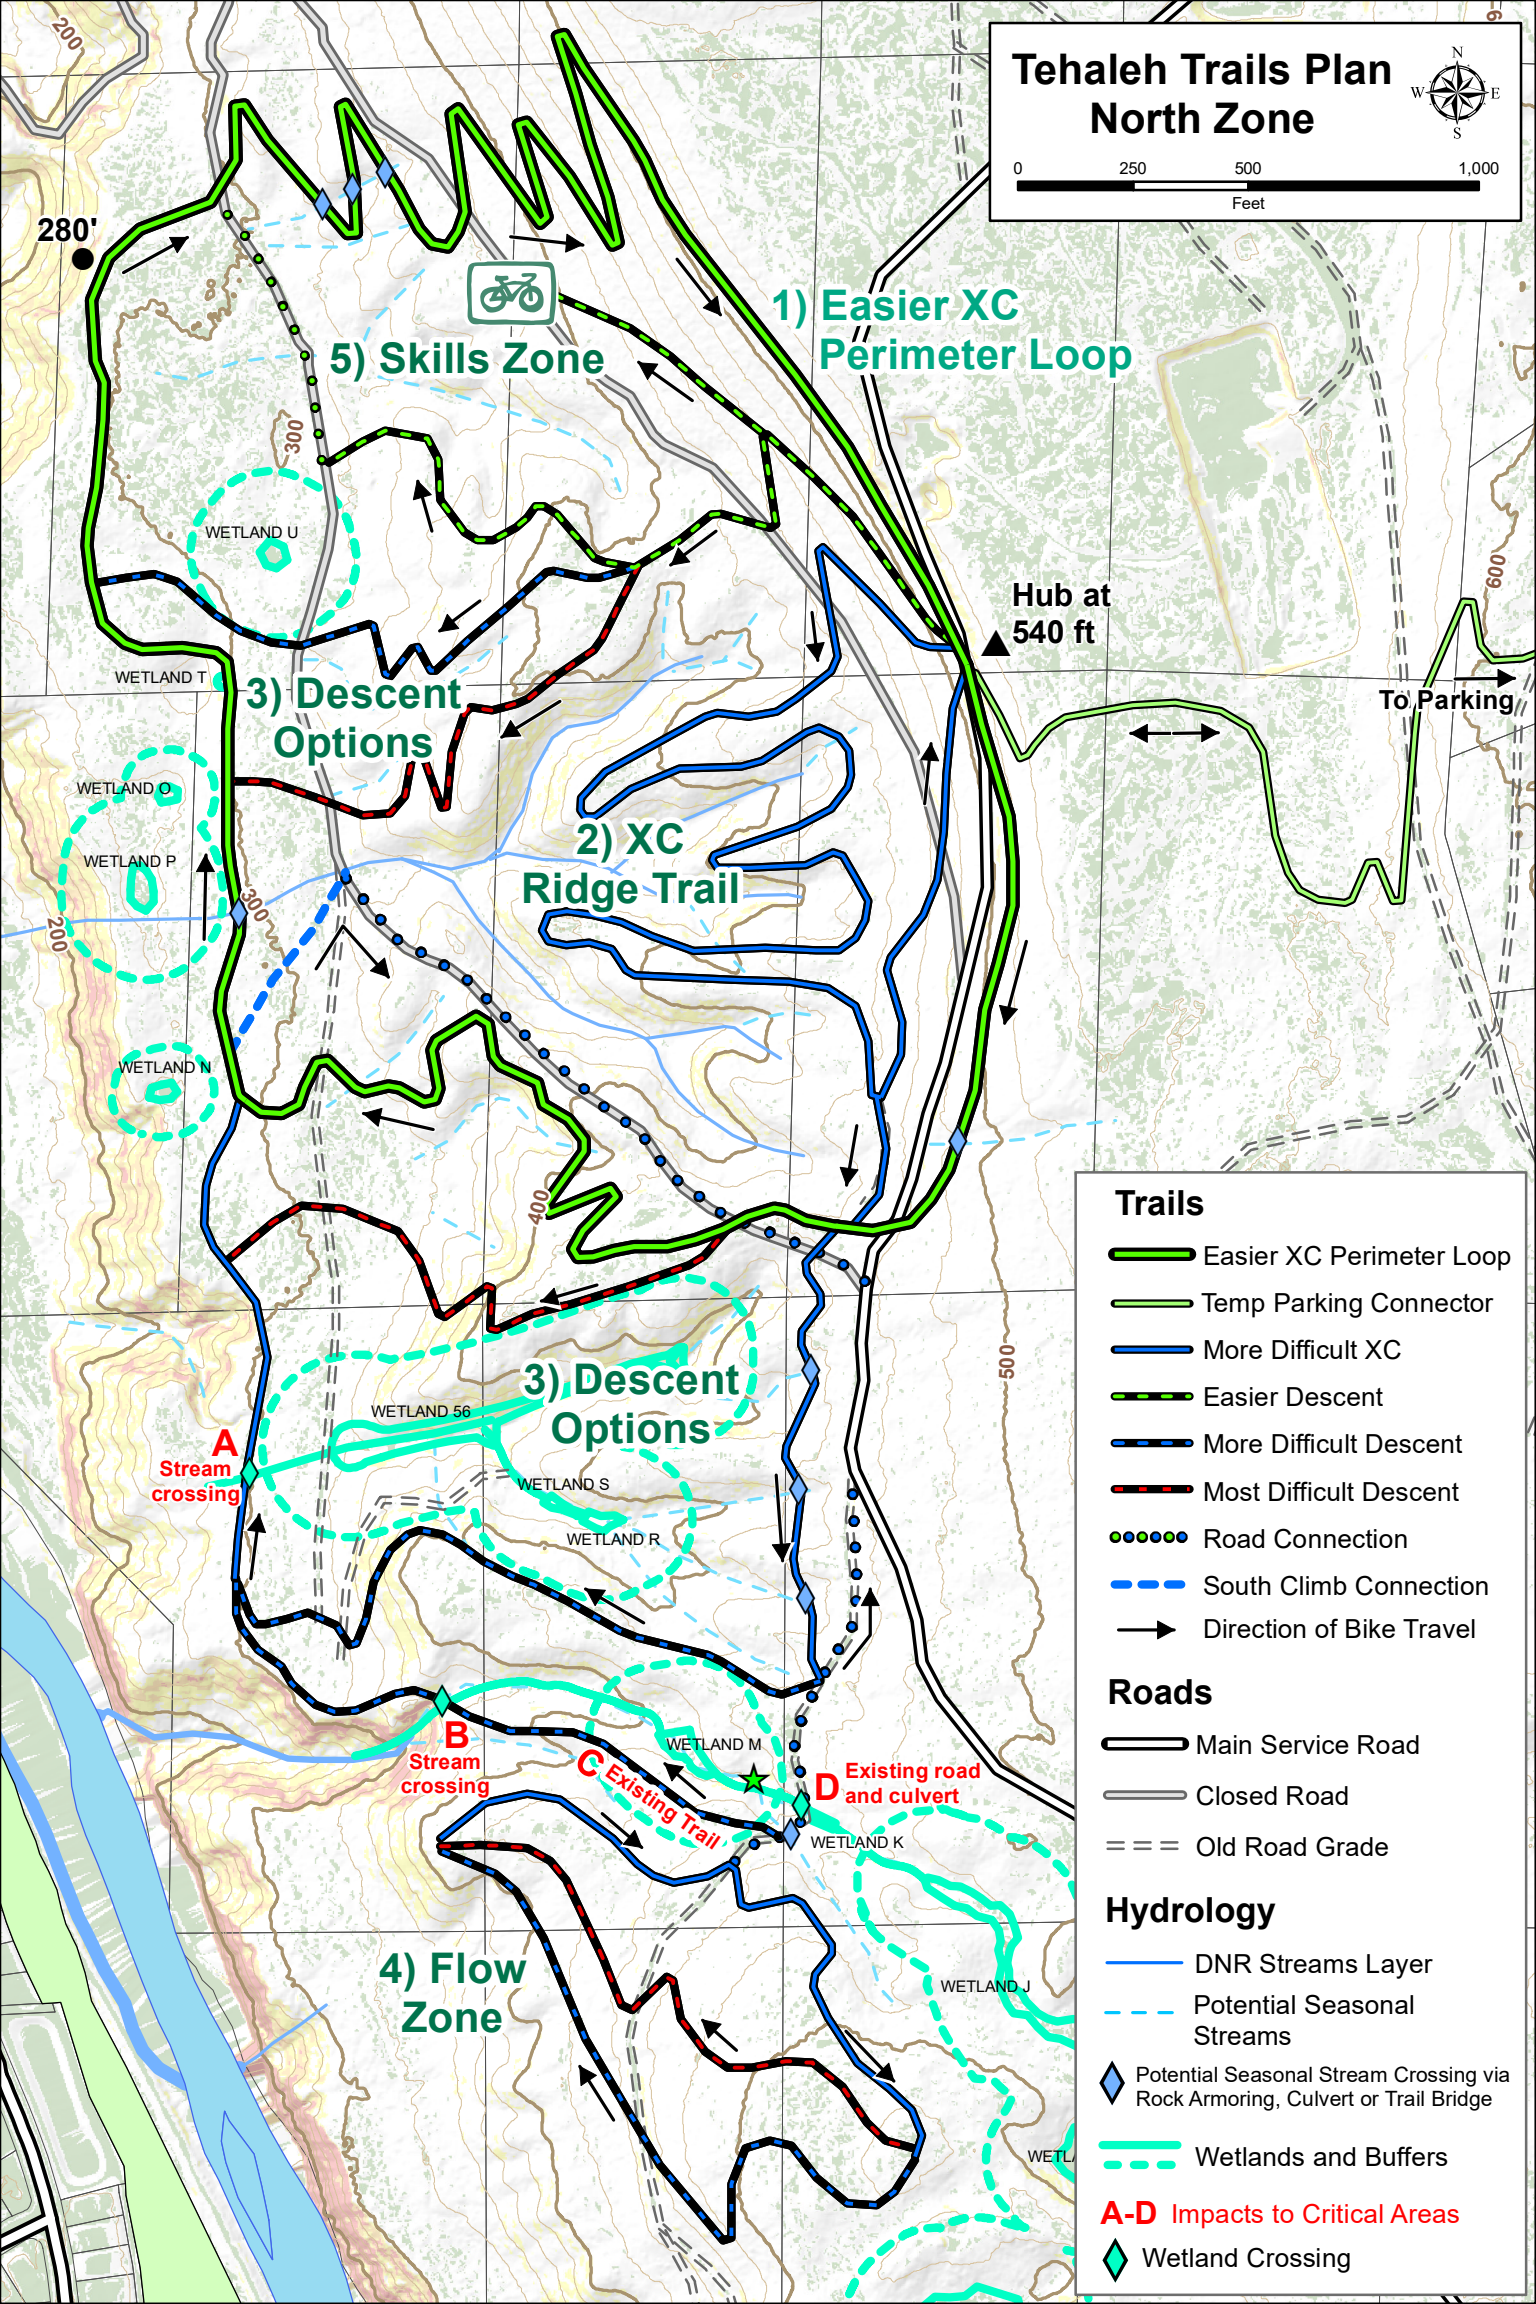 200
Tehaleh Trails Plan
North Zone
N
W
E
S
0
250
500
1,000
Feet
280'
1) Easier XC
Perimeter Loop
5) Skills Zone
300
WETLAND U
Hub at
540 ft
600
WETLAND T
3) Descent
Options
To Parking
WETLAND O
2) XC
Ridge Trail
WETLAND P
300
200
WETLAND N
400
500
3) Descent
Options
WETLAND 56
A
Stream
crossing
WETLAND S
WETLAND R
B
Stream
crossing
C Existing Trail
WETLAND M
D
Existing road
and culvert
WETLAND K
4) Flow
Zone
WETLAND J
WETL
Trails
Easier XC Perimeter Loop
Temp Parking Connector
More Difficult XC
Easier Descent
More Difficult Descent
Most Difficult Descent
Road Connection
South Climb Connection
Direction of Bike Travel
Roads
Main Service Road
Closed Road
Old Road Grade
Hydrology
DNR Streams Layer
Potential Seasonal
Streams
Potential Seasonal Stream Crossing via
Rock Armoring, Culvert or Trail Bridge
Wetlands and Buffers
A-D Impacts to Critical Areas
Wetland Crossing